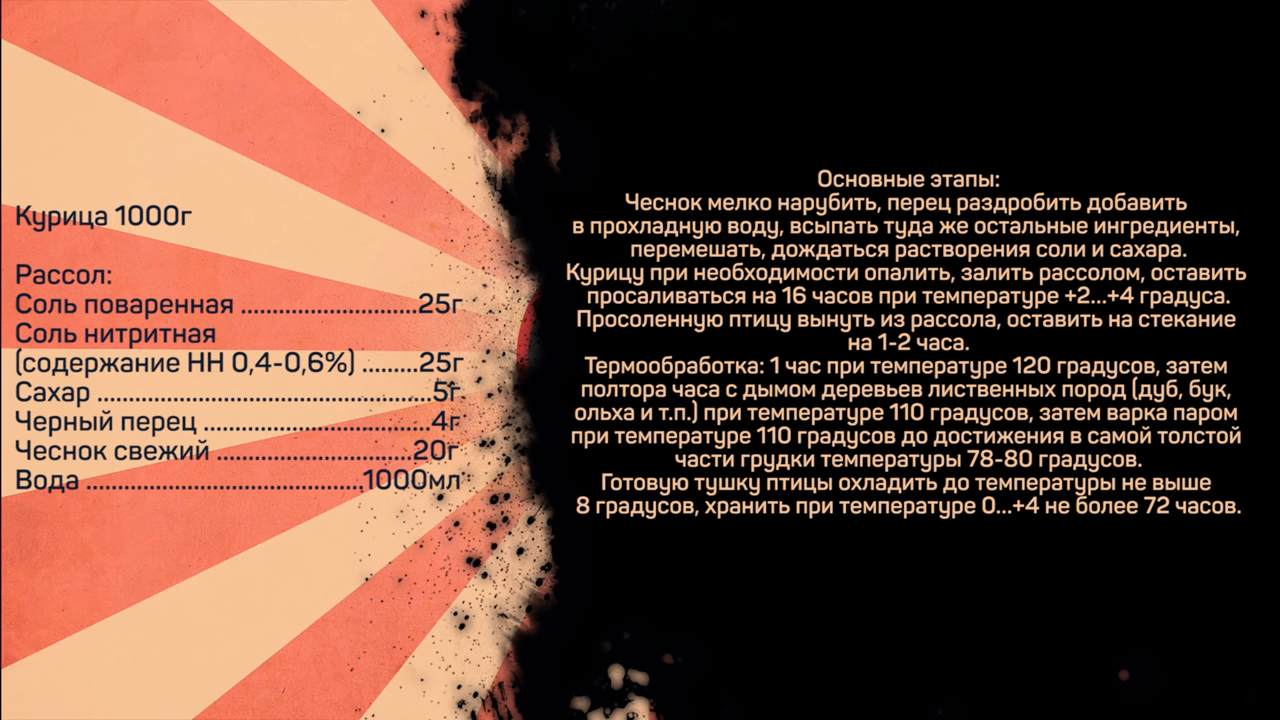 Курица 1000г
Рассол:
Соль поваренная ...........................25г
Соль нитритная
(содержание НН 0,4-0,6%) .........25г
Сахар ...................................................5г
Черный перец ...................................4г
Чеснок свежий ..............................20г
Вода ...........................................1000мл
Основные этапы:
Чеснок мелко нарубить, перец раздробить добавить
в прохладную воду, всыпать туда же остальные ингредиенты,
перемешать, дождаться растворения соли и сахара.
Курицу при необходимости опалить, залить рассолом, оставить
просаливаться на 16 часов при температуре +2...+4 градуса.
Просоленную птицу вынуть из рассола, оставить на стекание
на 1-2 часа.
Термообработка: 1 час при температуре 120 градусов, затем
полтора часа с дымом деревьев лиственных пород (дуб, бук,
ольха и т.п.) при температуре 110 градусов, затем варка паром
при температуре 110 градусов до достижения в самой толстой
части грудки температуры 78-80 градусов.
Готовую тушку птицы охладить до температуры не выше
8 градусов, хранить при температуре 0...+4 не более 72 часов.